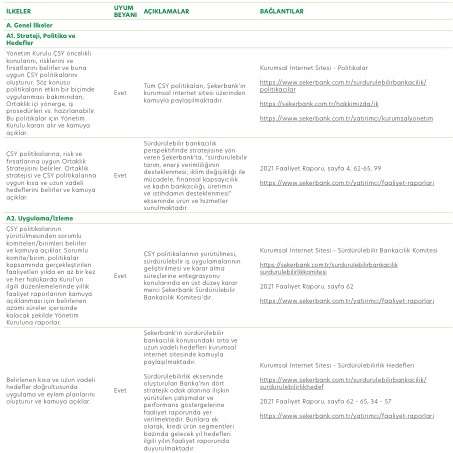 İLKELER
UYUM
BEYANI
AÇIKLAMALAR
BAĞLANTILAR
A. Genel İlkeler
A1. Strateji, Politika ve
Hedefler
Yönetim Kurulu ÇSY öncelikli
konularını, risklerini ve
fırsatlarını belirler ve buna
uygun ÇSY politikalarını
oluşturur. Söz konusu
politikaların etkin bir biçimde
uygulanması bakımından;
Ortaklık içi yönerge, iş
prosedürleri vs. hazırlanabilir.
Bu politikalar için Yönetim
Kurulu kararı alır ve kamuya
açıklar.
Evet
Tüm ÇSY politikaları, Şekerbank'ın
kurumsal internet sitesi üzerinden
kamuyla paylaşılmaktadır.
Kurumsal Internet Sitesi - Politikalar
https://www.sekerbank.com.tr/surdurulebilirbankacilik/
politikacilar
https://sekerbank.com.tr/hakkimizda/ik
https://www.sekerbank.com.tr/yatirimci/kurumsalyonetim
ÇSY politikalarına, risk ve
fırsatlarına uygun Ortaklık
Stratejisini belirler. Ortaklık
stratejisi ve ÇSY politikalarına
uygun kısa ve uzun vadeli
hedeflerini belirler ve kamuya
açıklar.
Evet
Sürdürülebilir bankacılık
perspektifinde stratejisine yön
veren Şekerbank'ta, "sürdürülebilir
tarım, enerji verimliliğinin
desteklenmesi, iklim değişikliği ile
mücadele, finansal kapsayıcılık
ve kadın bankacılığı, üretimin
ve istihdamın desteklenmesi"
ekseninde ürün ve hizmetler
sunulmaktadır.
2021 Faaliyet Raporu, sayfa 4, 62-65, 99
https://www.sekerbank.com.tr/yatirimci/faaliyet-raporlari
A2. Uygulama/İzleme
ÇSY politikalarının
yürütülmesinden sorumlu
komiteleri/birimleri belirler
ve kamuya açıklar. Sorumlu
komite/birim, politikalar
kapsamında gerçekleştirilen
faaliyetleri yılda en az bir kez
ve her halükarda Kurul'un
ilgili düzenlemelerinde yıllık
faaliyet raporlarının kamuya
açıklanması için belirlenen
azami süreler içerisinde
kalacak şekilde Yönetim
Kuruluna raporlar.
Evet
ÇSY politikalarının yürütülmesi,
sürdürülebilir iş uygulamalarının
geliştirilmesi ve karar alma
süreçlerine entegrasyonu
konularında en üst düzey karar
merci Şekerbank Sürdürülebilir
Bankacılık Komitesi'dir.
Kurumsal Internet Sitesi - Sürdürülebilir Bankacılık Komitesi
https://sekerbank.com.tr/surdurulebilirbankacilik
surdurulebilirlikkomitesi
2021 Faaliyet Raporu, sayfa 62
https://www.sekerbank.com.tr/yatirimci/faaliyet-raporlari
Belirlenen kısa ve uzun vadeli
hedefler doğrultusunda
uygulama ve eylem planlarını
oluşturur ve kamuya açıklar.
Evet
Şekerbank'ın sürdürülebilir
bankacılık konusundaki orta ve
uzun vadeli hedefleri kurumsal
internet sitesinde kamuyla
paylaşılmaktadır.
Sürdürülebilirlik ekseninde
oluşturulan Banka'nın dört
stratejik odak alanına ilişkin
yürütülen çalışmalar ve
performans göstergelerine
faaliyet raporunda yer
verilmektedir. Bunlara ek
olarak, kredi ürün segmentleri
bazında gelecek yıl hedefleri
ilgili yılın faaliyet raporunda
duyurulmaktadır.
Kurumsal Internet Sitesi - Sürdürülebilirlik Hedefleri
https://www.sekerbank.com.tr/surdurulebilirbankacilik/
surdurulebilirlikhedef
2021 Faaliyet Raporu, sayfa 62 - 65, 34 - 57
https://www.sekerbank.com.tr/yatirimci/faaliyet-raporlari